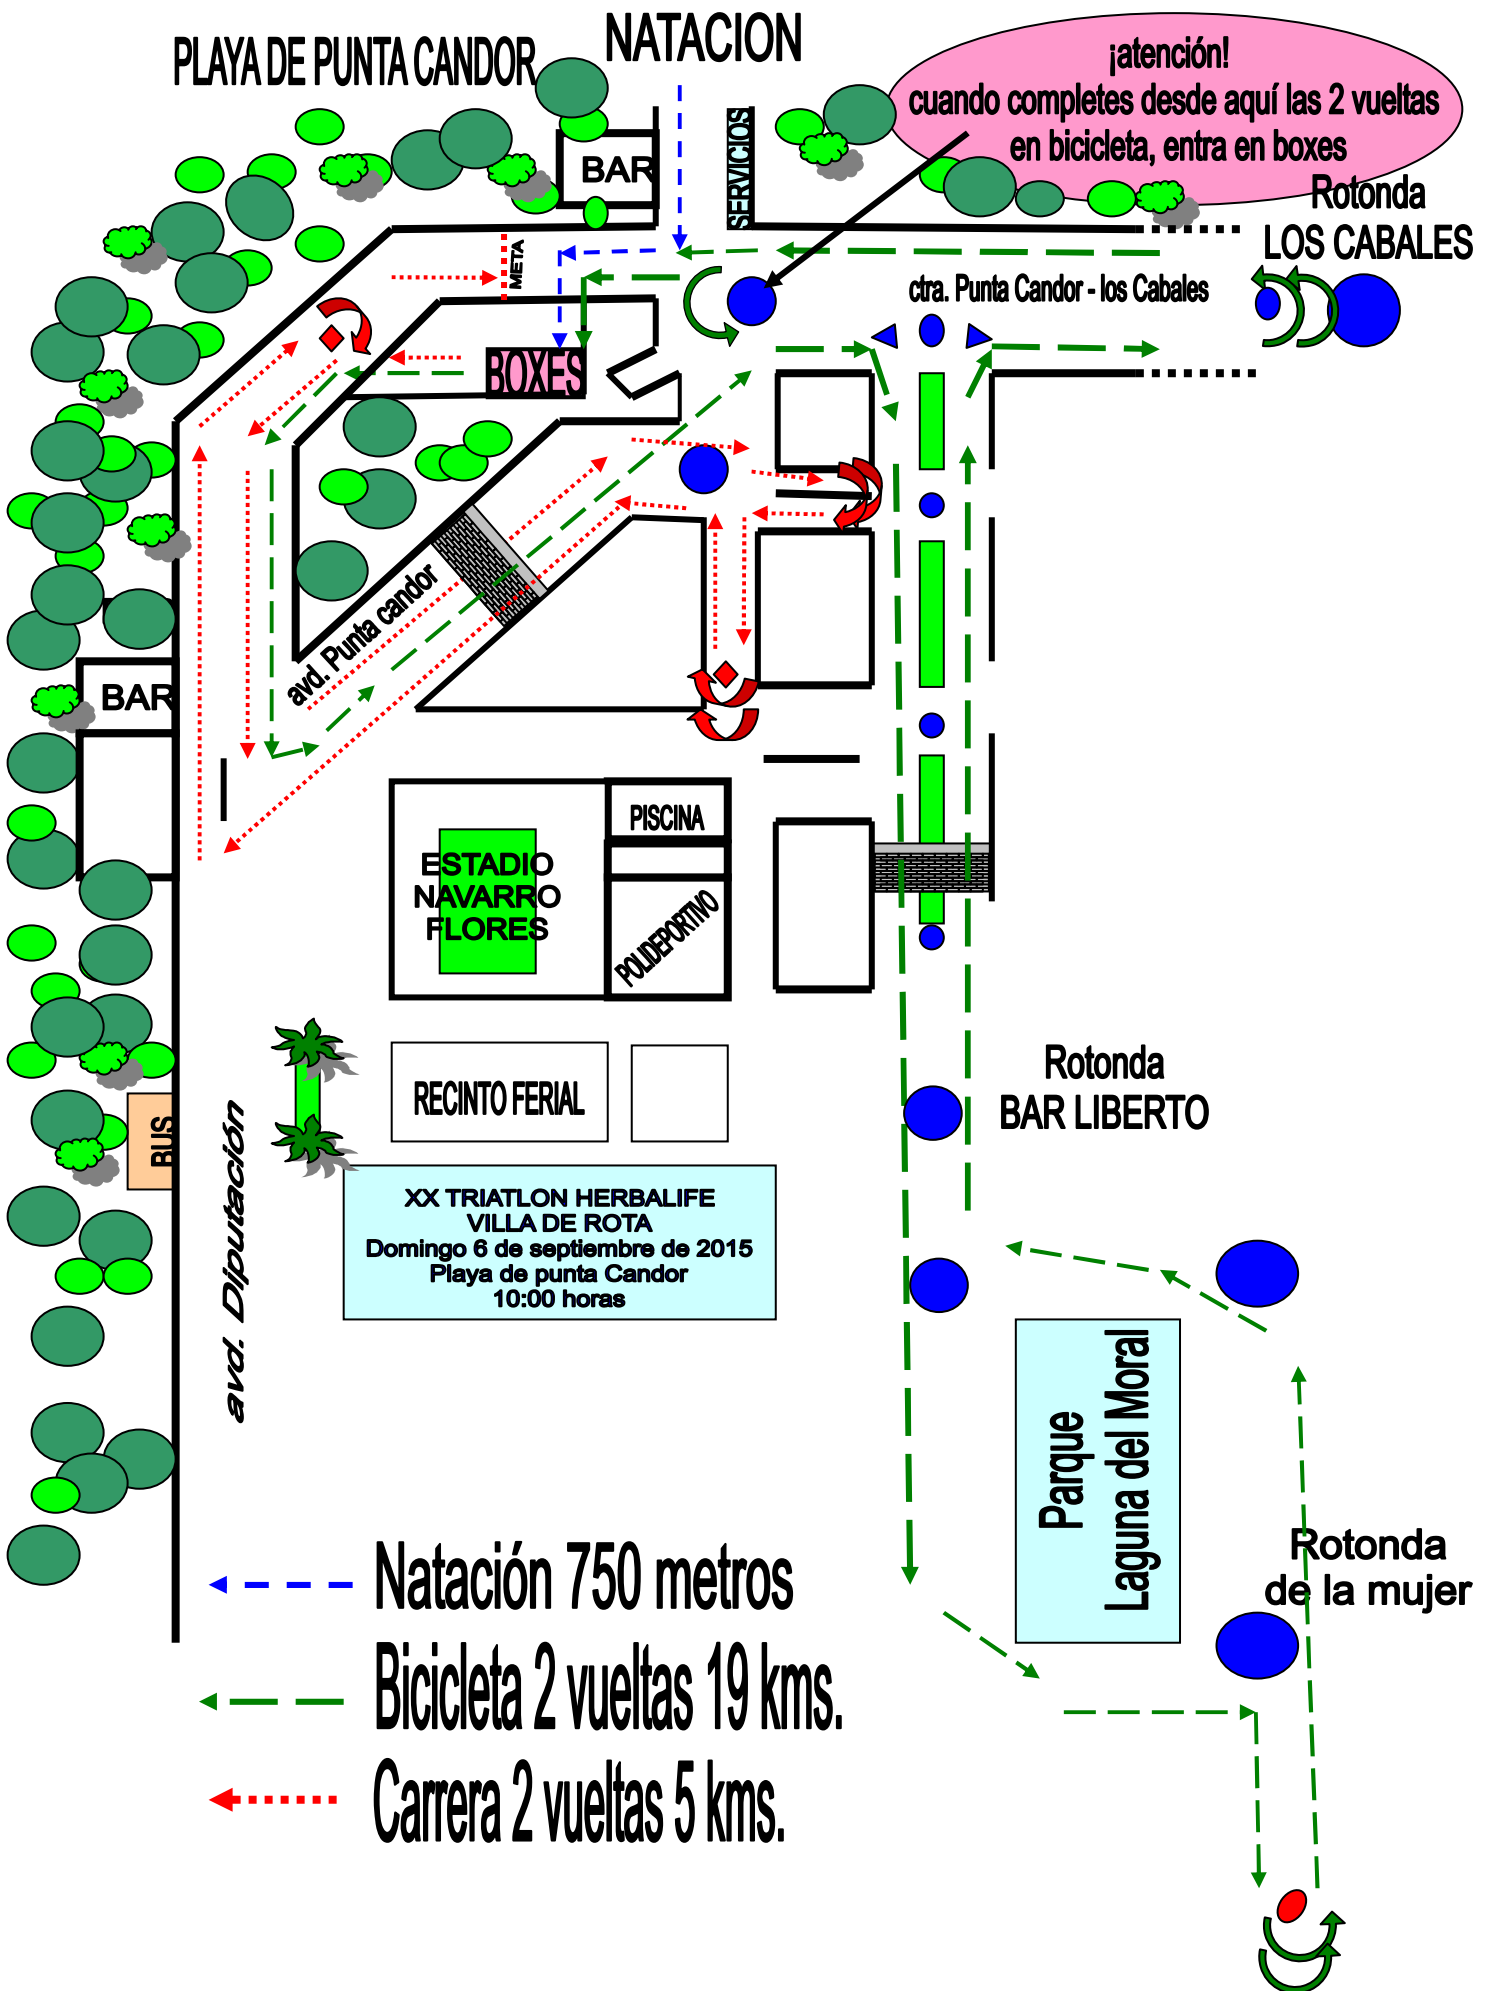 PLAYA DE PUNTA CANDOR
NATACION
¡atención!
cuando completes desde aquí las 2 vueltas
en bicicleta, entra en boxes
BAR
SERVICIOS
Rotonda
LOS CABALES
META
ctra. Punta Candor - los Cabales
BOXES
avd. Punta candor
BAR
PISCINA
ESTADIO
NAVARRO
FLORES
POLIDEPORTIVO
Rotonda
BAR LIBERTO
RECINTO FERIAL
BUS
avd. Diputación
XX TRIATLON HERBALIFE
VILLA DE ROTA
Domingo 6 de septiembre de 2015
Playa de punta Candor
10:00 horas
Parque
Laguna del Moral
Rotonda
de la mujer
Natación 750 metros
Bicicleta 2 vueltas 19 kms.
Carrera 2 vueltas 5 kms.